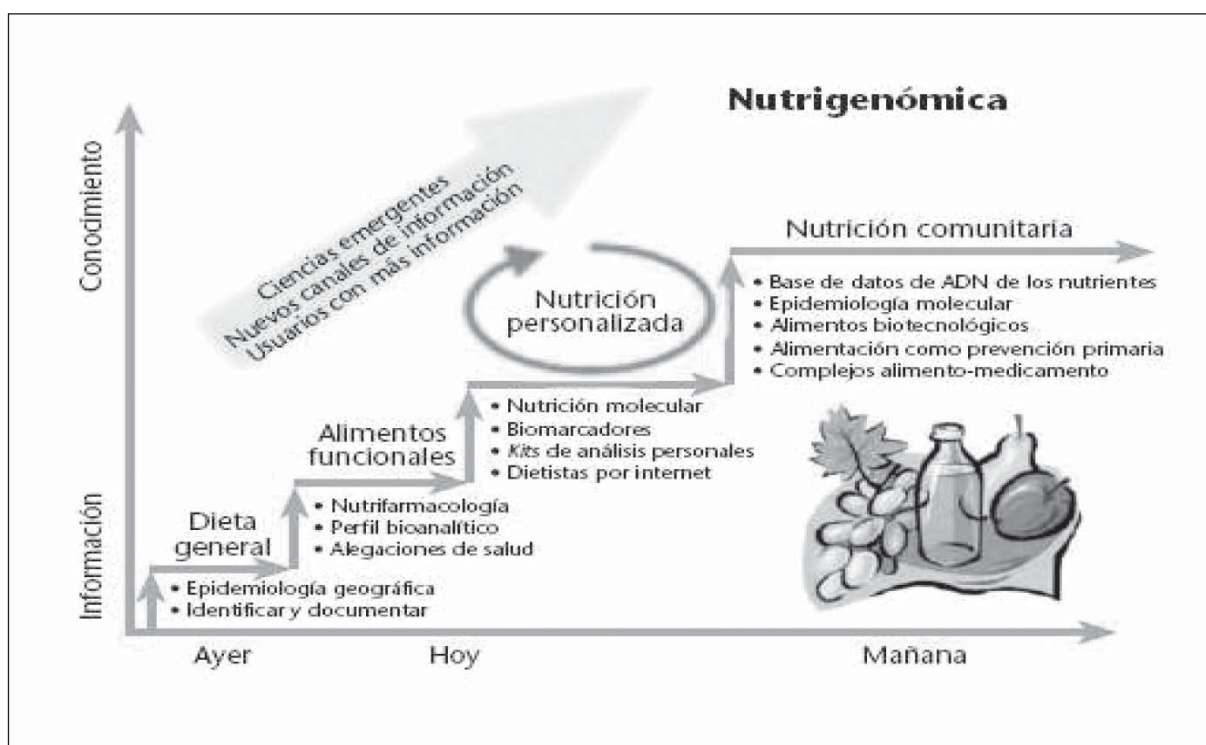 Nutrigenómica
Conocimiento
Información
Ciencias emergentes
Nuevos canales de información
Usuarios con más información
Dieta
general
• Epidemiología geográfica
• Identificar y documentar
Alimentos
funcionales
• Nutrifarmacología
• Perfil bioanalítico
• Alegaciones de salud
Nutrición
personalizada
• Nutrición molecular
• Biomarcadores
• Kits de análisis personales
• Dietistas por internet
Nutrición comunitaria
• Base de datos de ADN de los nutrientes
• Epidemiología molecular
• Alimentos biotecnológicos
• Alimentación como prevención primaria
• Complejos alimento-medicamento
Ayer
Hoy
Mañana